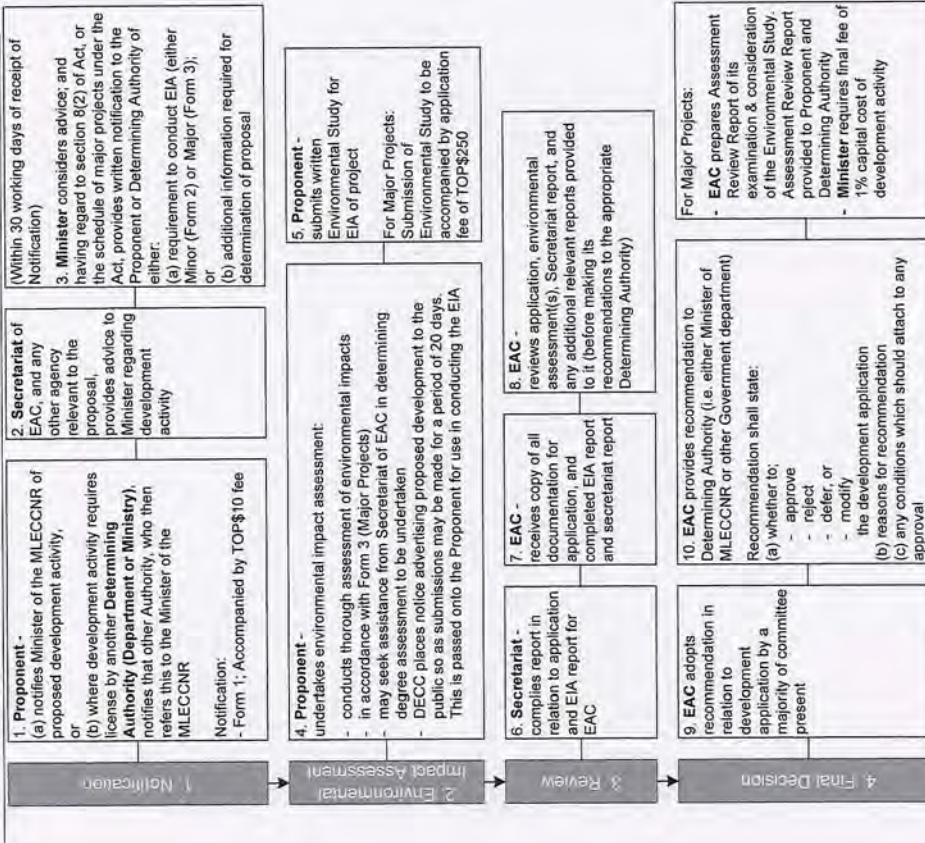 1. Notification
1. Proponent -
(a) notifies Minister of the MLECCNR of
proposed development activity,
or
(b) where development activity requires
license by another Determining
Authority (Department or Ministry),
notifies that other Authority, who then
refers this to the Minister of the
MLECCNR
Notification:
- Form 1; Accompanied by TOP$10 fee
2. Secretariat of
EAC, and any
other agency
relevant to the
proposal,
provides advice to
Minister regarding
development
activity
(Within 30 working days of receipt of
Notification)
3. Minister considers advice; and
having regard to section 8(2) of Act, or
the schedule of major projects under the
Act, provides written notification to the
Proponent or Determining Authority of
either:
(a) requirement to conduct EIA (either
Minor (Form 2) or Major (Form 3);
or
(b) additional information required for
determination of proposal
2. Environmental
Impact Assessment
4. Proponent -
undertakes environmental impact assessment:
- conducts thorough assessment of environmental impacts
- in accordance with Form 3 (Major Projects)
- may seek assistance from Secretariat of EAC in determining
degree assessment to be undertaken
- DECC places notice advertising proposed development to the
public so as submissions may be made for a period of 20 days.
This is passed onto the Proponent for use in conducting the EIA
5. Proponent -
submits written
Environmental Study for
EIA of project
For Major Projects:
Submission of
Environmental Study to be
accompanied by application
fee of TOP$250
3. Review
6. Secretariat -
complies report in
relation to application
and EIA report for
EAC
7. EAC -
receives copy of all
documentation for
application, and
completed EIA report
and secretariat report
8. EAC -
reviews application, environmental
assessment(s), Secretariat report, and
any additional relevant reports provided
to it (before making its
recommendations to the appropriate
Determining Authority)
4. Final Decision
9. EAC adopts
recommendation in
relation to
development
application by a
majority of committee
present
10. EAC provides recommendation to
Determining Authority (i.e. either Minister of
MLECCNR or other Government department)
Recommendation shall state:
(a) whether to;
- approve
- reject
- defer, or
- modify
the development application
(b) reasons for recommendation
(c) any conditions which should attach to any
approval
For Major Projects:
- EAC prepares Assessment
Review Report of its
examination & consideration
of the Environmental Study.
Assessment Review Report
provided to Proponent and
Determining Authority
- Minister requires final fee of
1% capital cost of
development activity